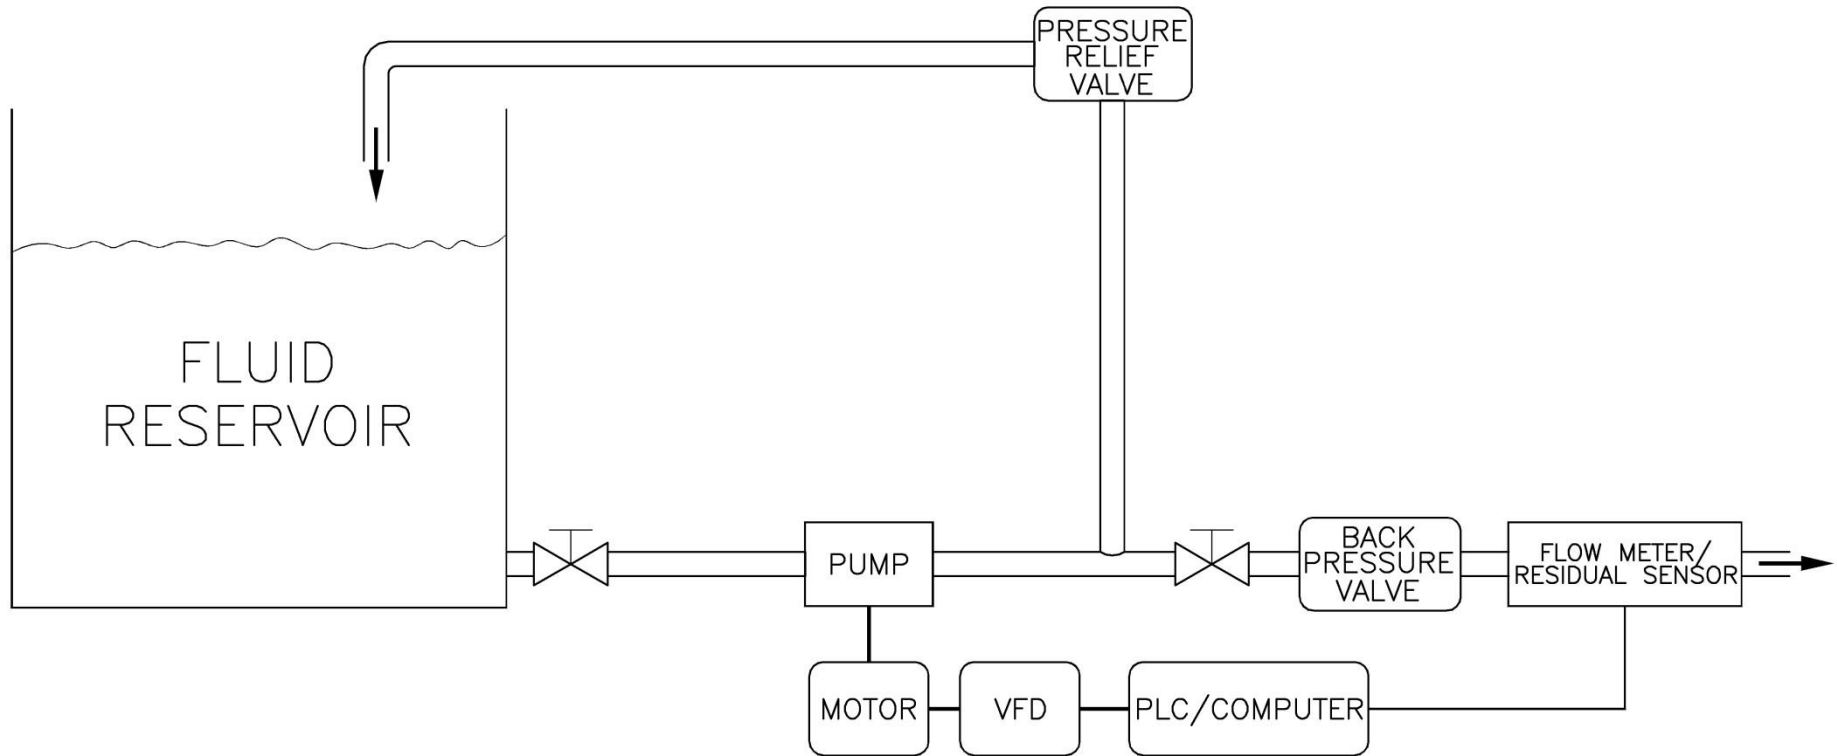 PRESSURE
RELIEF
VALVE
FLUID
RESERVOIR
PUMP
BACK
PRESSURE
VALVE
FLOW METER/
RESIDUAL SENSOR
MOTOR
VFD
PLC/COMPUTER